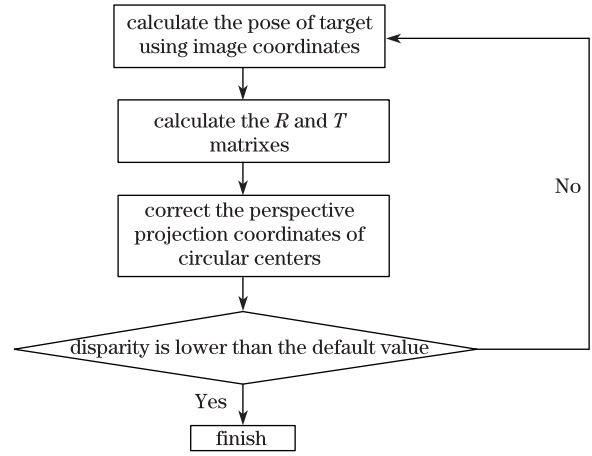 calculate the pose of target
using image coordinates
calculate the R and T
matrixes
correct the perspective
projection coordinates of
circular centers
No
disparity is lower than the default value
Yes
finish